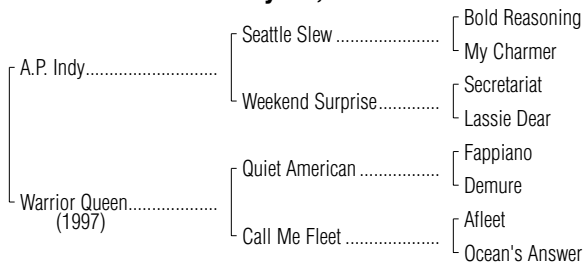 Bold Reasoning
Seattle Slew ......................
My Charmer
A.P. Indy............................
Secretariat
Weekend Surprise.............
Lassie Dear
Fappiano
Quiet American .................
Demure
Warrior Queen...................
(1997)
Afleet
Call Me Fleet ....................
Ocean's Answer